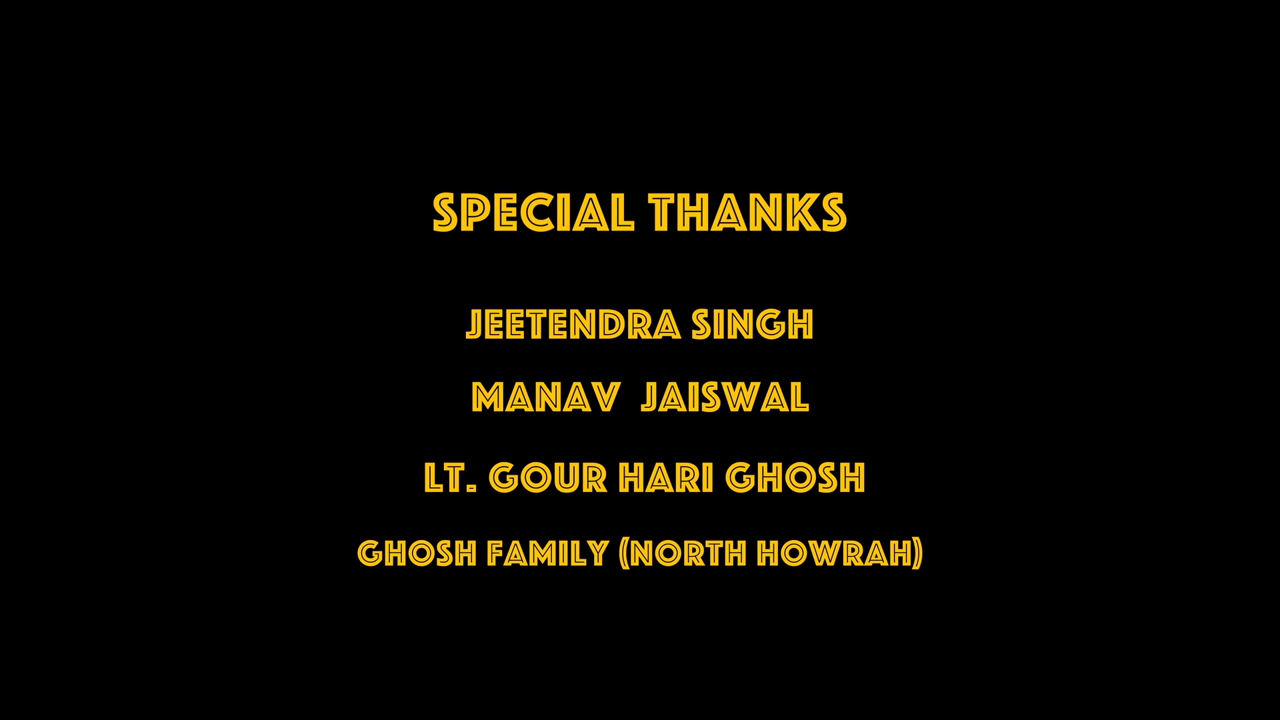 SPECIAL THANKS
JEETENDRA SINGH
MANAV JAISWAL
LT. GOUR HARI GHOSH
GHOSH FAMILY (NORTH HOWRAH)